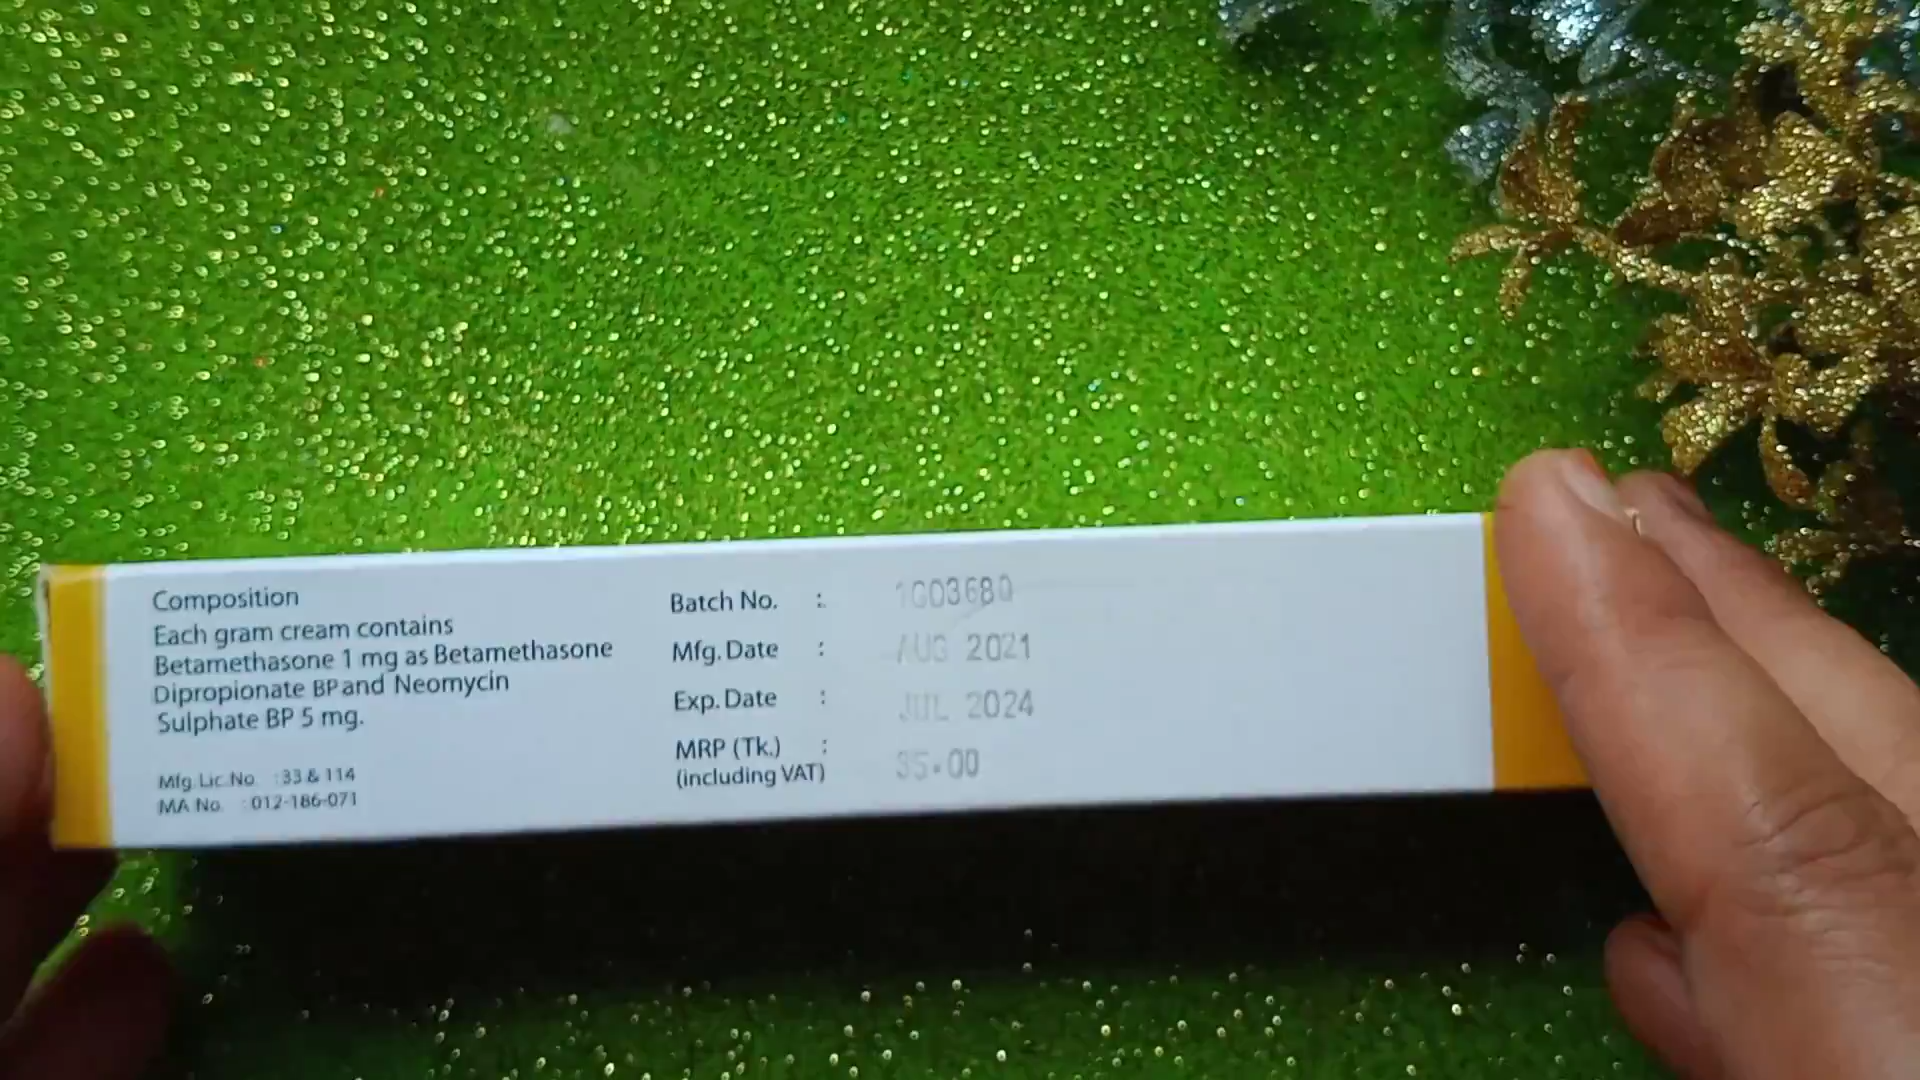 Composition
Each gram cream contains
Betamethasone 1 mg as Betamethasone
Dipropionate BP and Neomycin
Sulphate BP 5 mg.
Mfg. Lic. No. : 33 & 114
MA No. : 012-186-071
Batch No. : 1G03680
Mfg. Date : AUG 2021
Exp. Date : JUL 2024
MRP (Tk.) : 35.00
(including VAT)